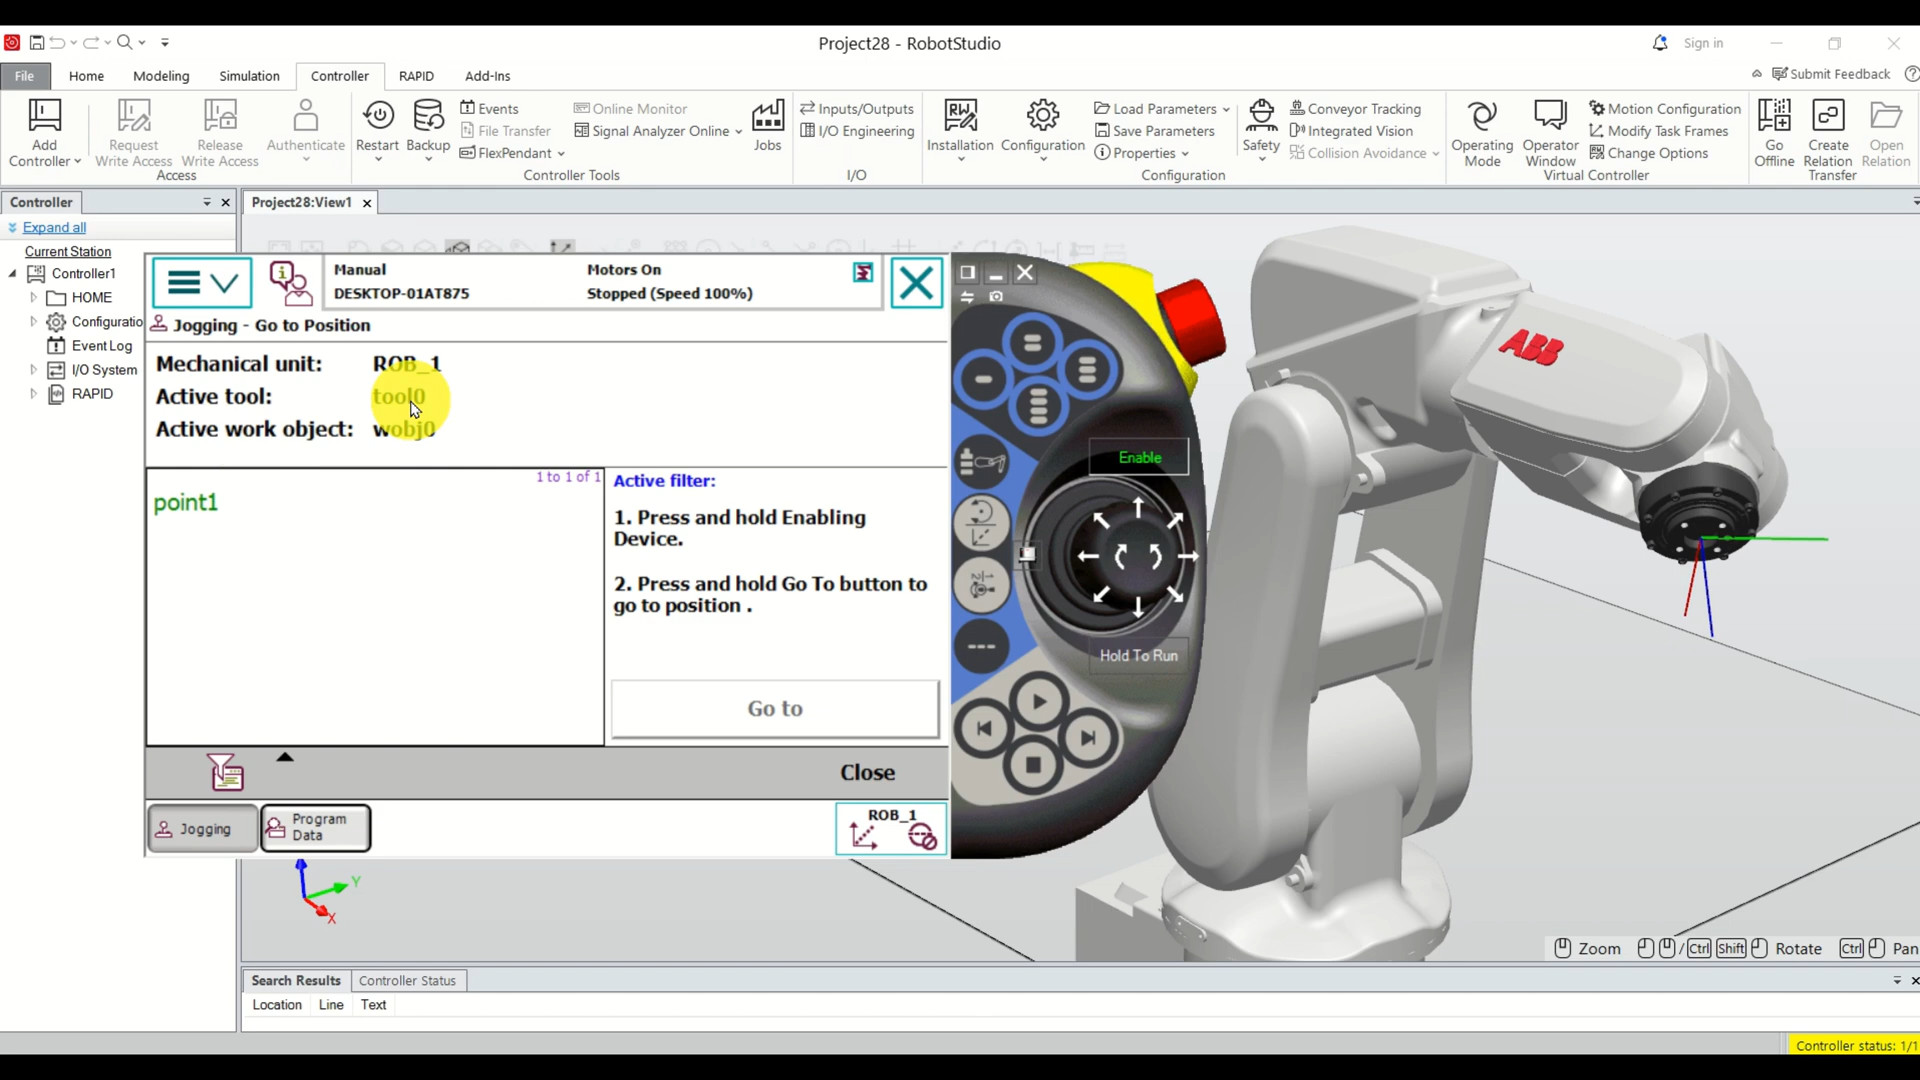 Project28 - RobotStudio
Sign in
File
Home
Modeling
Simulation
Controller
RAPID
Add-Ins
Submit Feedback
Add Controller
Request Write Access
Release Write Access
Authenticate
Access
Restart
Backup
Events
File Transfer
FlexPendant
Online Monitor
Signal Analyzer Online
Jobs
Controller Tools
Inputs/Outputs
I/O Engineering
I/O
Installation
Configuration
Load Parameters
Save Parameters
Properties
Safety
Conveyor Tracking
Integrated Vision
Collision Avoidance
Configuration
Operating Mode
Operator Window
Motion Configuration
Modify Task Frames
Change Options
Virtual Controller
Go Offline
Create Relation
Open Relation
Transfer
Controller
Expand all
Current Station
Controller1
HOME
Configuratio
Event Log
I/O System
RAPID
Project28:View1
Manual
DESKTOP-01AT875
Motors On
Stopped (Speed 100%)
Jogging - Go to Position
Mechanical unit: ROB_1
Active tool: tool0
Active work object: wobj0
1 to 1 of 1
point1
Active filter:
1. Press and hold Enabling
Device.
2. Press and hold Go To button to
go to position .
Go to
Close
Jogging
Program Data
ROB_1
Enable
Hold To Run
ABB
Y
X
Zoom
/ Ctrl Shift Rotate
Ctrl Pan
Search Results
Controller Status
Location Line Text
Controller status: 1/1